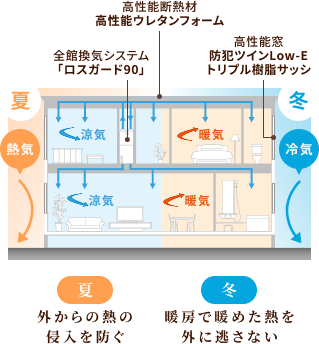 高性能断熱材
高性能ウレタンフォーム
全館換気システム
「ロスガード90」
高性能窓
防犯ツインLow-E
トリプル樹脂サッシ
夏
冬
熱気
冷気
涼気
暖気
涼気
暖気
夏
外からの熱の
侵入を防ぐ
冬
暖房で暖めた熱を
外に逃さない